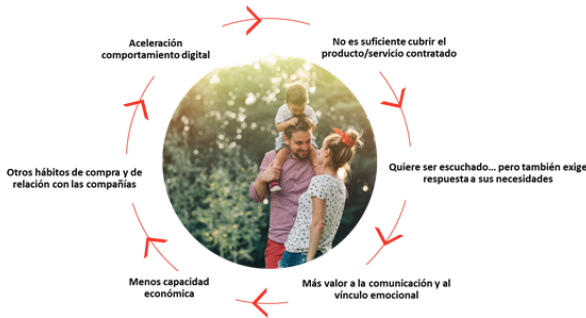 Aceleración
comportamiento digital
No es suficiente cubrir el
producto/servicio contratado
Quiere ser escuchado... pero también exige
respuesta a sus necesidades
Más valor a la comunicación y al
vínculo emocional
Menos capacidad
económica
Otros hábitos de compra y de
relación con las compañías